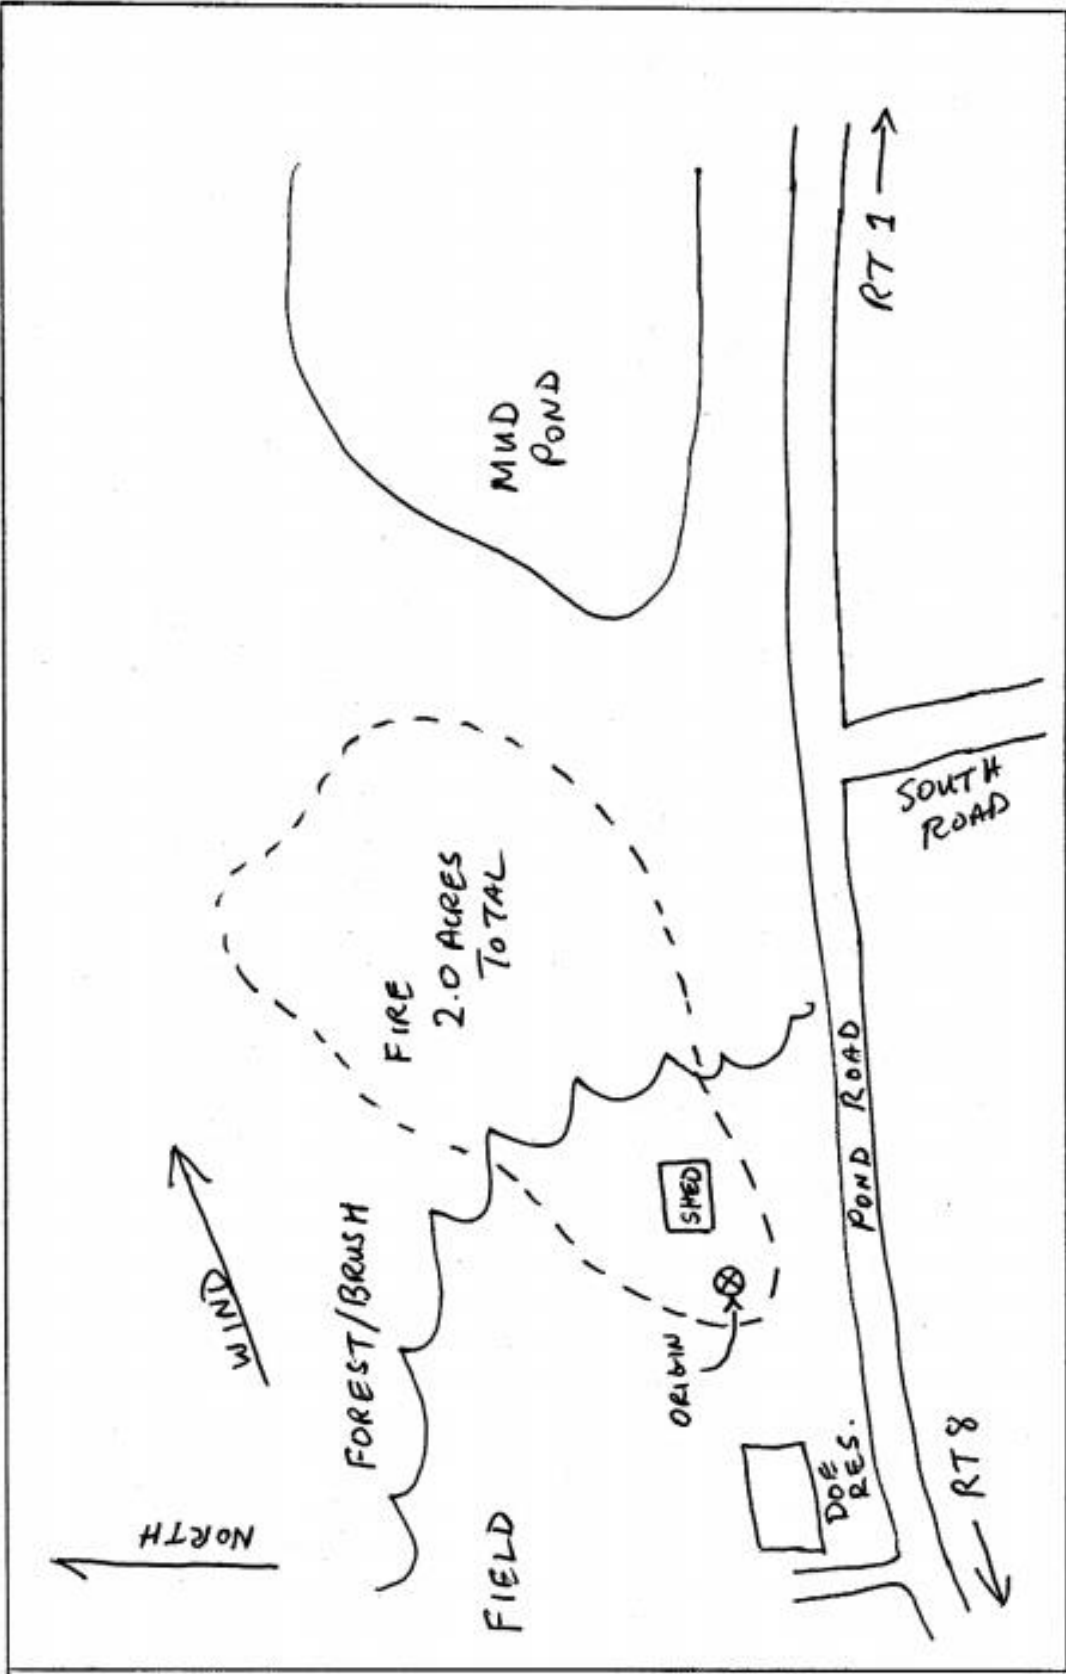 NORTH
WIND
FOREST/BRUSH
FIRE
2.0 ACRES
TOTAL
MUD
POND
FIELD
ORIGIN
SHED
DOE
RES.
POND ROAD
SOUTH
ROAD
← RT 8
RT 1 →